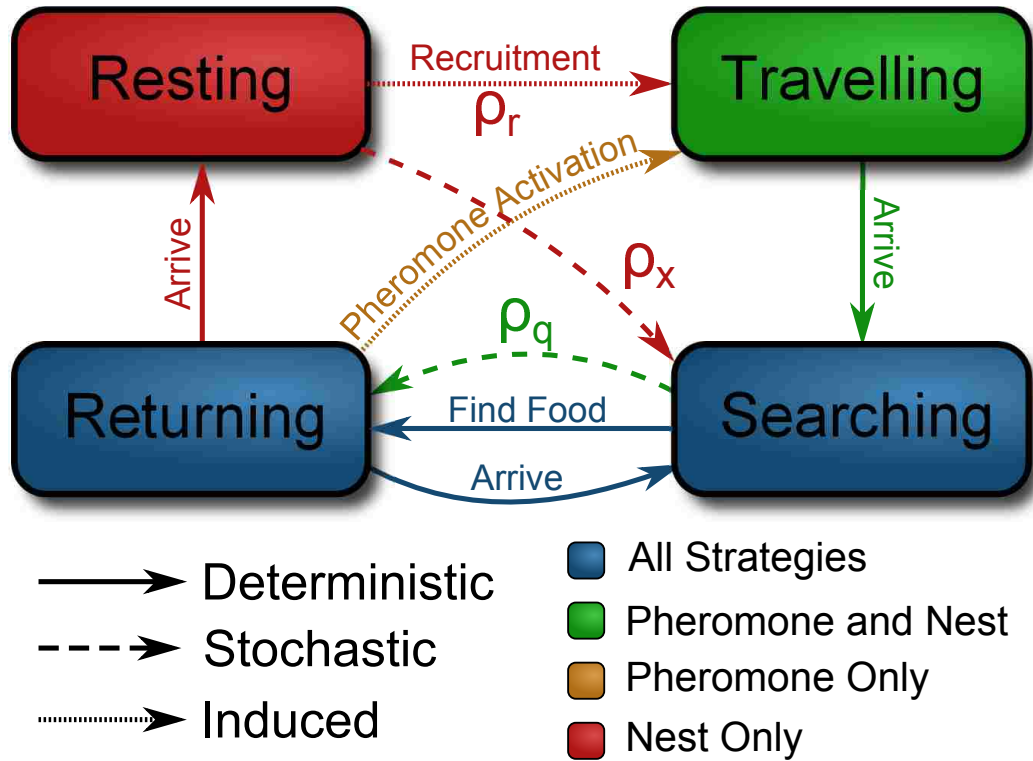 Resting
Recruitment
ρr
Travelling
Pheromone Activation
Arrive
Arrive
ρx
ρq
Returning
Find Food
Searching
Arrive
Deterministic
Stochastic
Induced
All Strategies
Pheromone and Nest
Pheromone Only
Nest Only